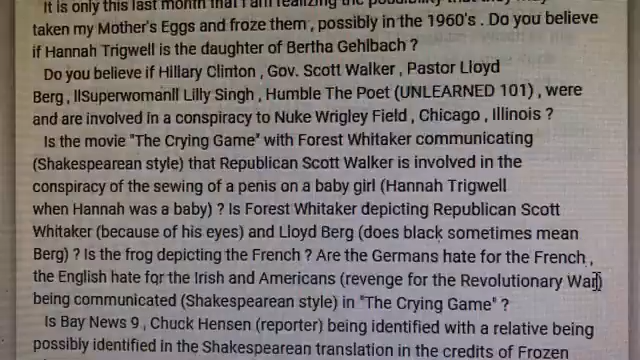 It is only this last month that I am realizing the possibility that they may
taken my Mother's Eggs and froze them , possibly in the 1960's . Do you believe
if Hannah Trigwell is the daughter of Bertha Gehlbach ?
Do you believe if Hillary Clinton , Gov. Scott Walker , Pastor Lloyd
Berg , IISuperwomanII Lilly Singh , Humble The Poet (UNLEARNED 101) , were
and are involved in a conspiracy to Nuke Wrigley Field , Chicago , Illinois ?
Is the movie "The Crying Game" with Forest Whitaker communicating
(Shakespearean style) that Republican Scott Walker is involved in the
conspiracy of the sewing of a penis on a baby girl (Hannah Trigwell
when Hannah was a baby) ? Is Forest Whitaker depicting Republican Scott
Whitaker (because of his eyes) and Lloyd Berg (does black sometimes mean
Berg) ? Is the frog depicting the French ? Are the Germans hate for the French ,
the English hate for the Irish and Americans (revenge for the Revolutionary War)
being communicated (Shakespearean style) in "The Crying Game" ?
Is Bay News 9 , Chuck Hensen (reporter) being identified with a relative being
possibly identified in the Shakespearean translation in the credits of Frozen